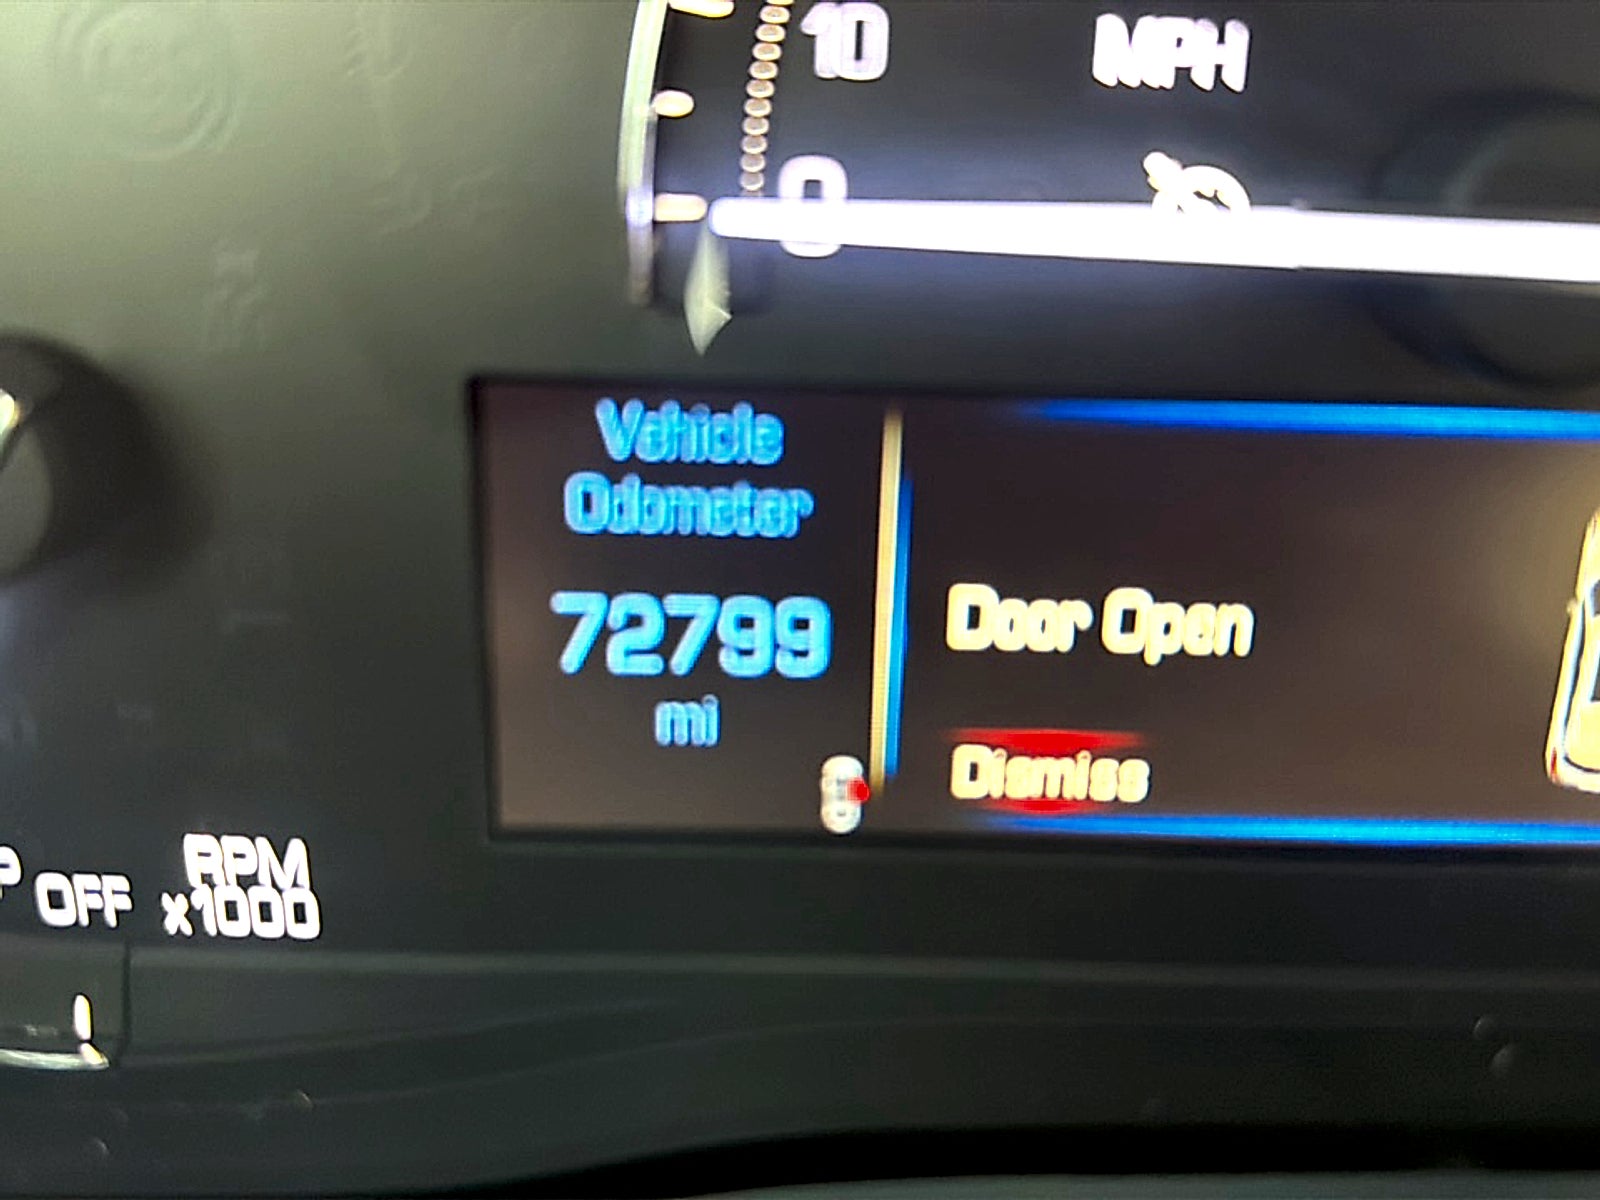 10
MPH
0
Vehicle
Odometer
72799
mi
Door Open
Dismiss
OFF
RPM
x1000